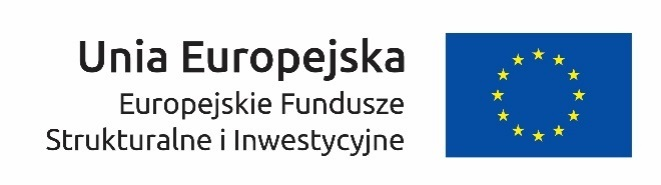 Unia Europejska
Europejskie Fundusze
Strukturalne i Inwestycyjne